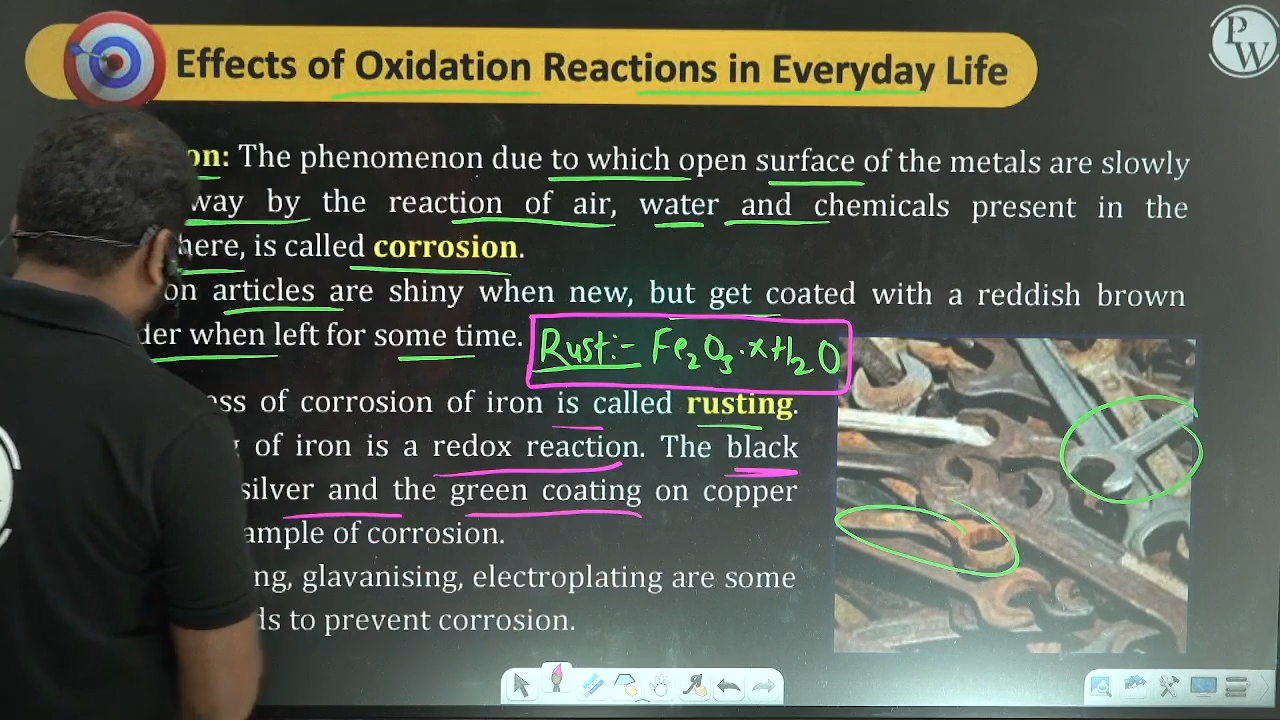 Effects of Oxidation Reactions in Everyday Life
PW
on: The phenomenon due to which open surface of the metals are slowly
way by the reaction of air, water and chemicals present in the
here, is called corrosion.
on articles are shiny when new, but get coated with a reddish brown
der when left for some time.
Rust:- Fe₂O₃.xH₂O
ss of corrosion of iron is called rusting.
g of iron is a redox reaction. The black
silver and the green coating on copper
ample of corrosion.
ng, glavanising, electroplating are some
ds to prevent corrosion.